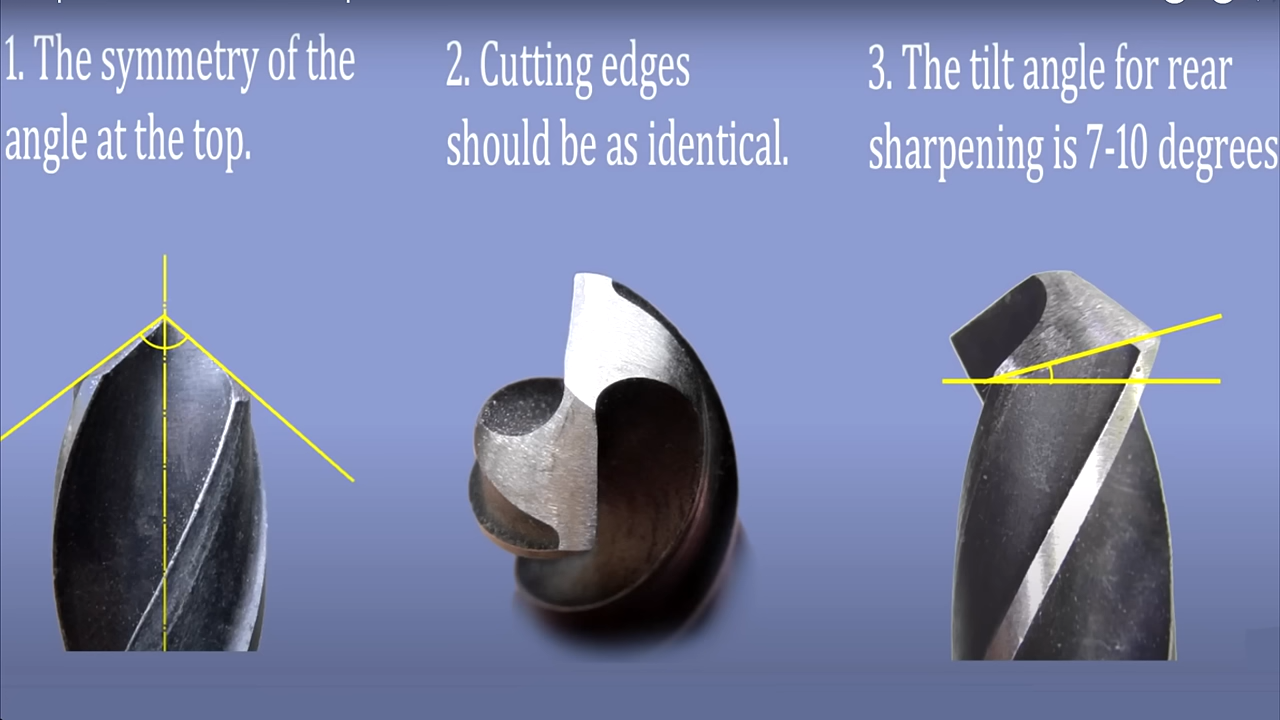 1. The symmetry of the
angle at the top.
2. Cutting edges
should be as identical.
3. The tilt angle for rear
sharpening is 7-10 degrees